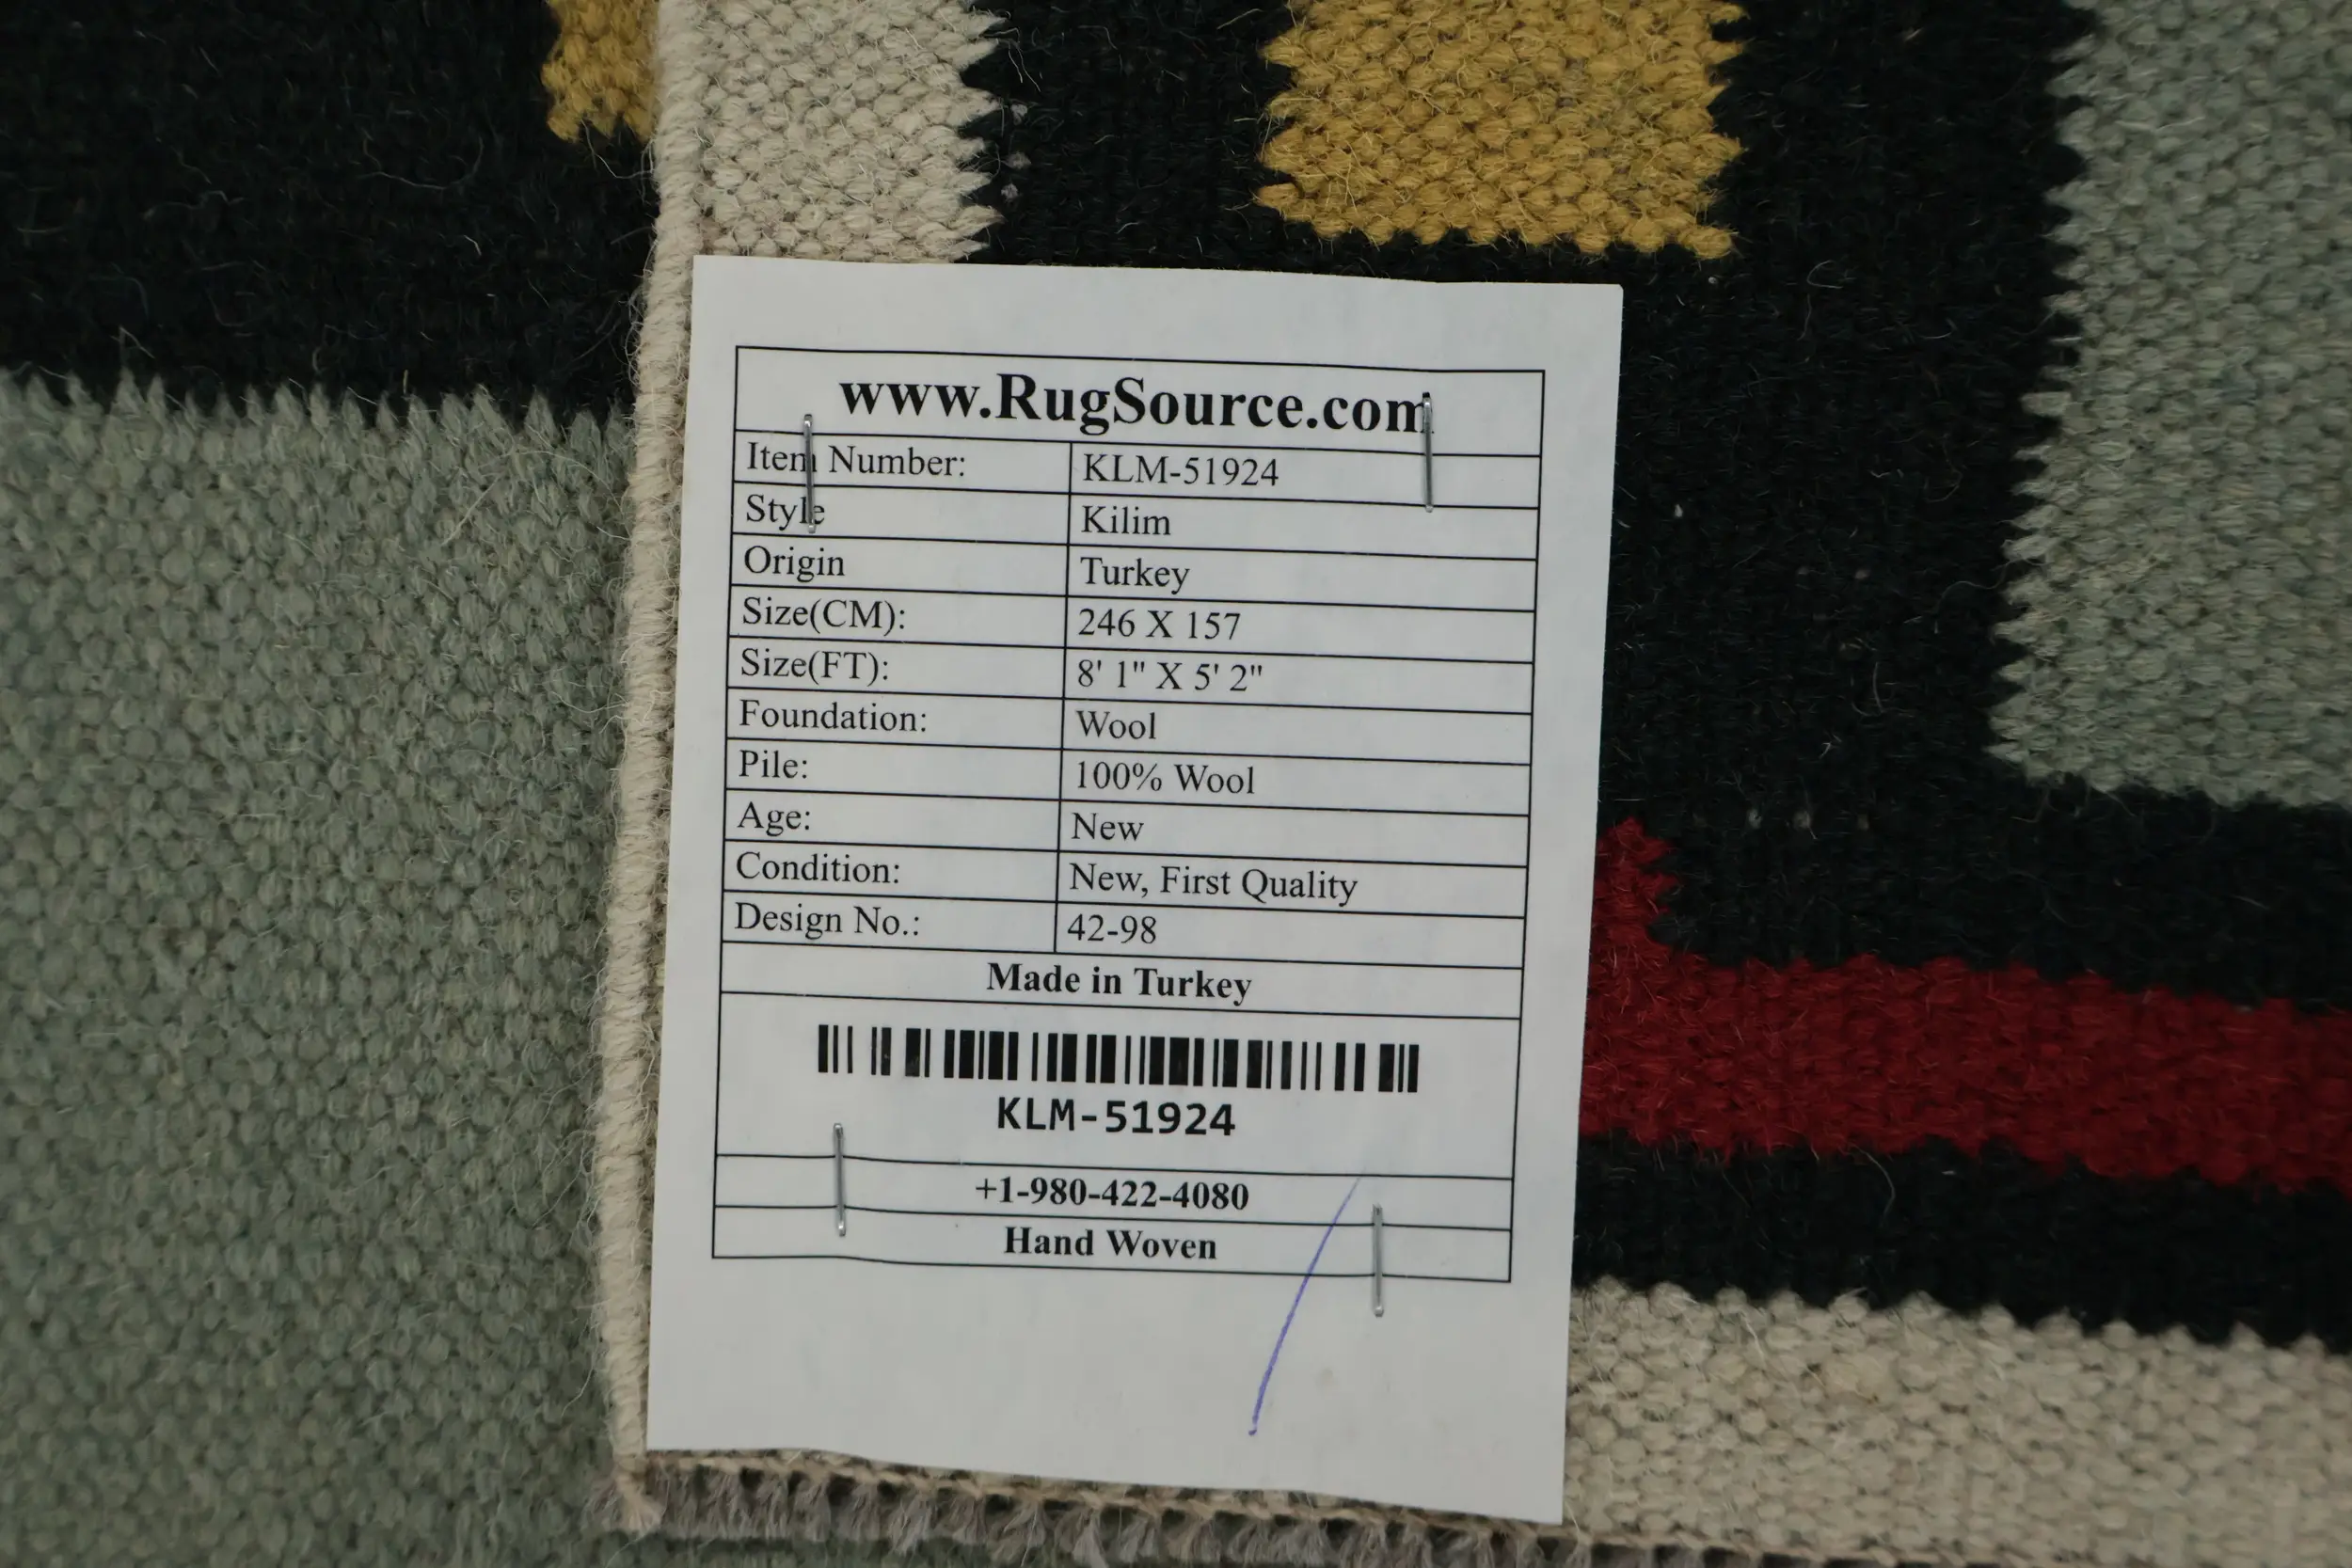 www.RugSource.com
Item Number: KLM-51924
Style Kilim
Origin Turkey
Size(CM): 246 X 157
Size(FT): 8' 1" X 5' 2"
Foundation: Wool
Pile: 100% Wool
Age: New
Condition: New, First Quality
Design No.: 42-98
Made in Turkey
KLM-51924
+1-980-422-4080
Hand Woven